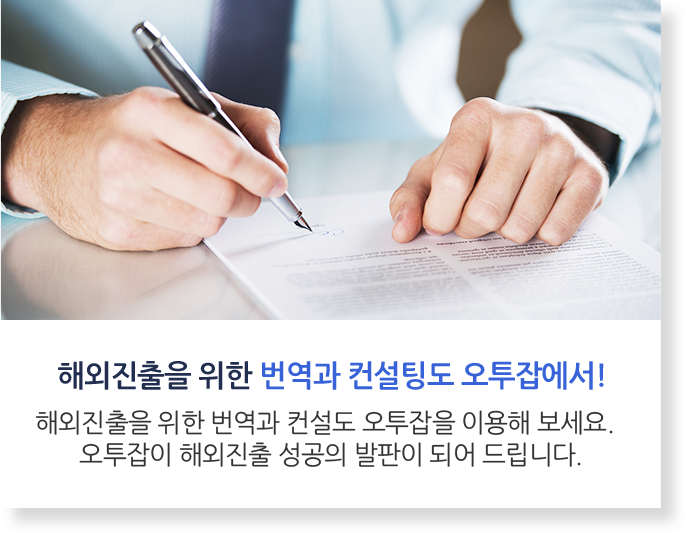 해외진출을 위한 번역과 컨설팅도 오투잡에서!
해외진출을 위한 번역과 컨설도 오투잡을 이용해 보세요.
오투잡이 해외진출 성공의 발판이 되어 드립니다.